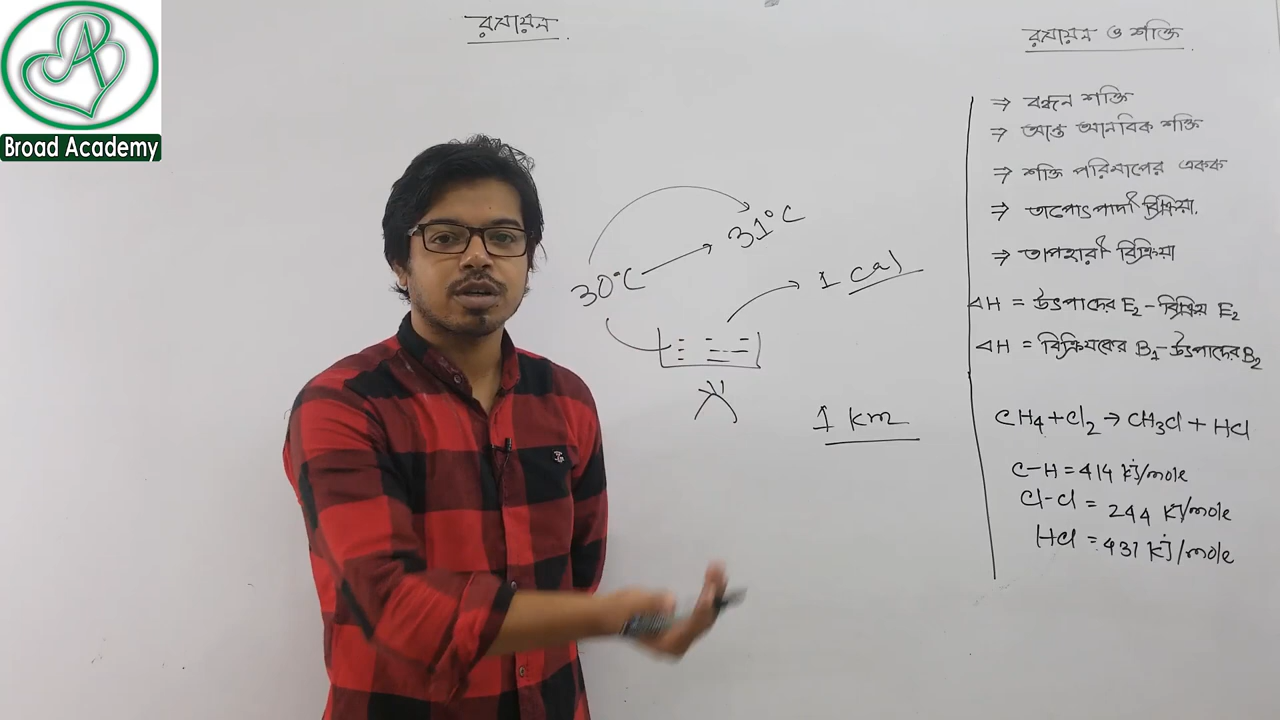 Broad Academy
রসায়ন
30°C
31°C
1 Cal
1 km
রসায়ন ও শক্তি
⇒ বন্ধন শক্তি
⇒ আন্ত আনবিক শক্তি
⇒ শক্তি পরিমাপের একক
⇒ তাপোৎপাদী বিক্রিয়া.
⇒ তাপহারী বিক্রিয়া
ΔH = উৎপাদের E₂ - বিক্রিয় E₂
ΔH = বিক্রিয়কের B₁ - উৎপাদের B₂
CH₄ + Cl₂ → CH₃Cl + HCl
C-H = 414 kJ/mole
Cl-Cl = 244 KJ/mole
HCl = 431 kJ/mole